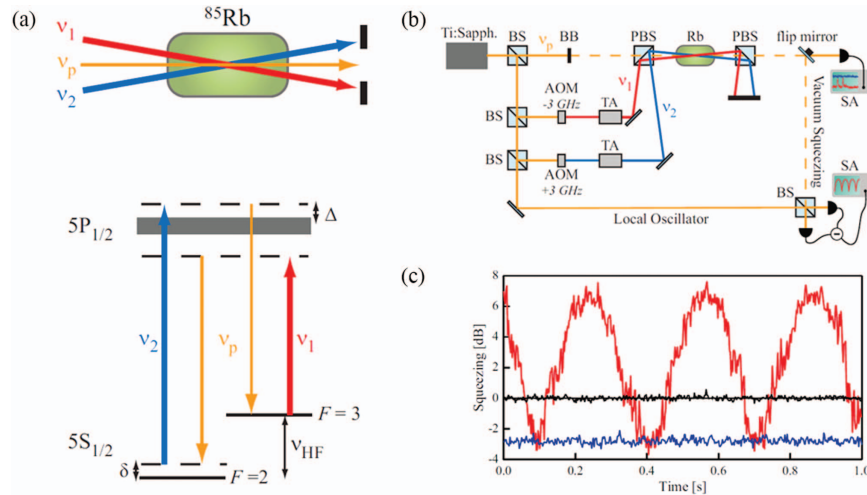 (a)
⁸⁵Rb
ν₁
νₚ
ν₂
5P₁/₂
Δ
ν₂
νₚ
ν₁
F = 3
5S₁/₂
ν_HF
δ
F = 2
(b)
Ti:Sapph.
BS
νₚ
BB
PBS
Rb
PBS
flip mirror
ν₁
AOM
-3 GHz
TA
SA
BS
ν₂
Vacuum Squeezing
BS
TA
AOM
+3 GHz
SA
BS
Local Oscillator
(c)
Squeezing [dB]
8
6
4
2
0
-2
-4
0.0
0.2
0.4
0.6
0.8
1.0
Time [s]